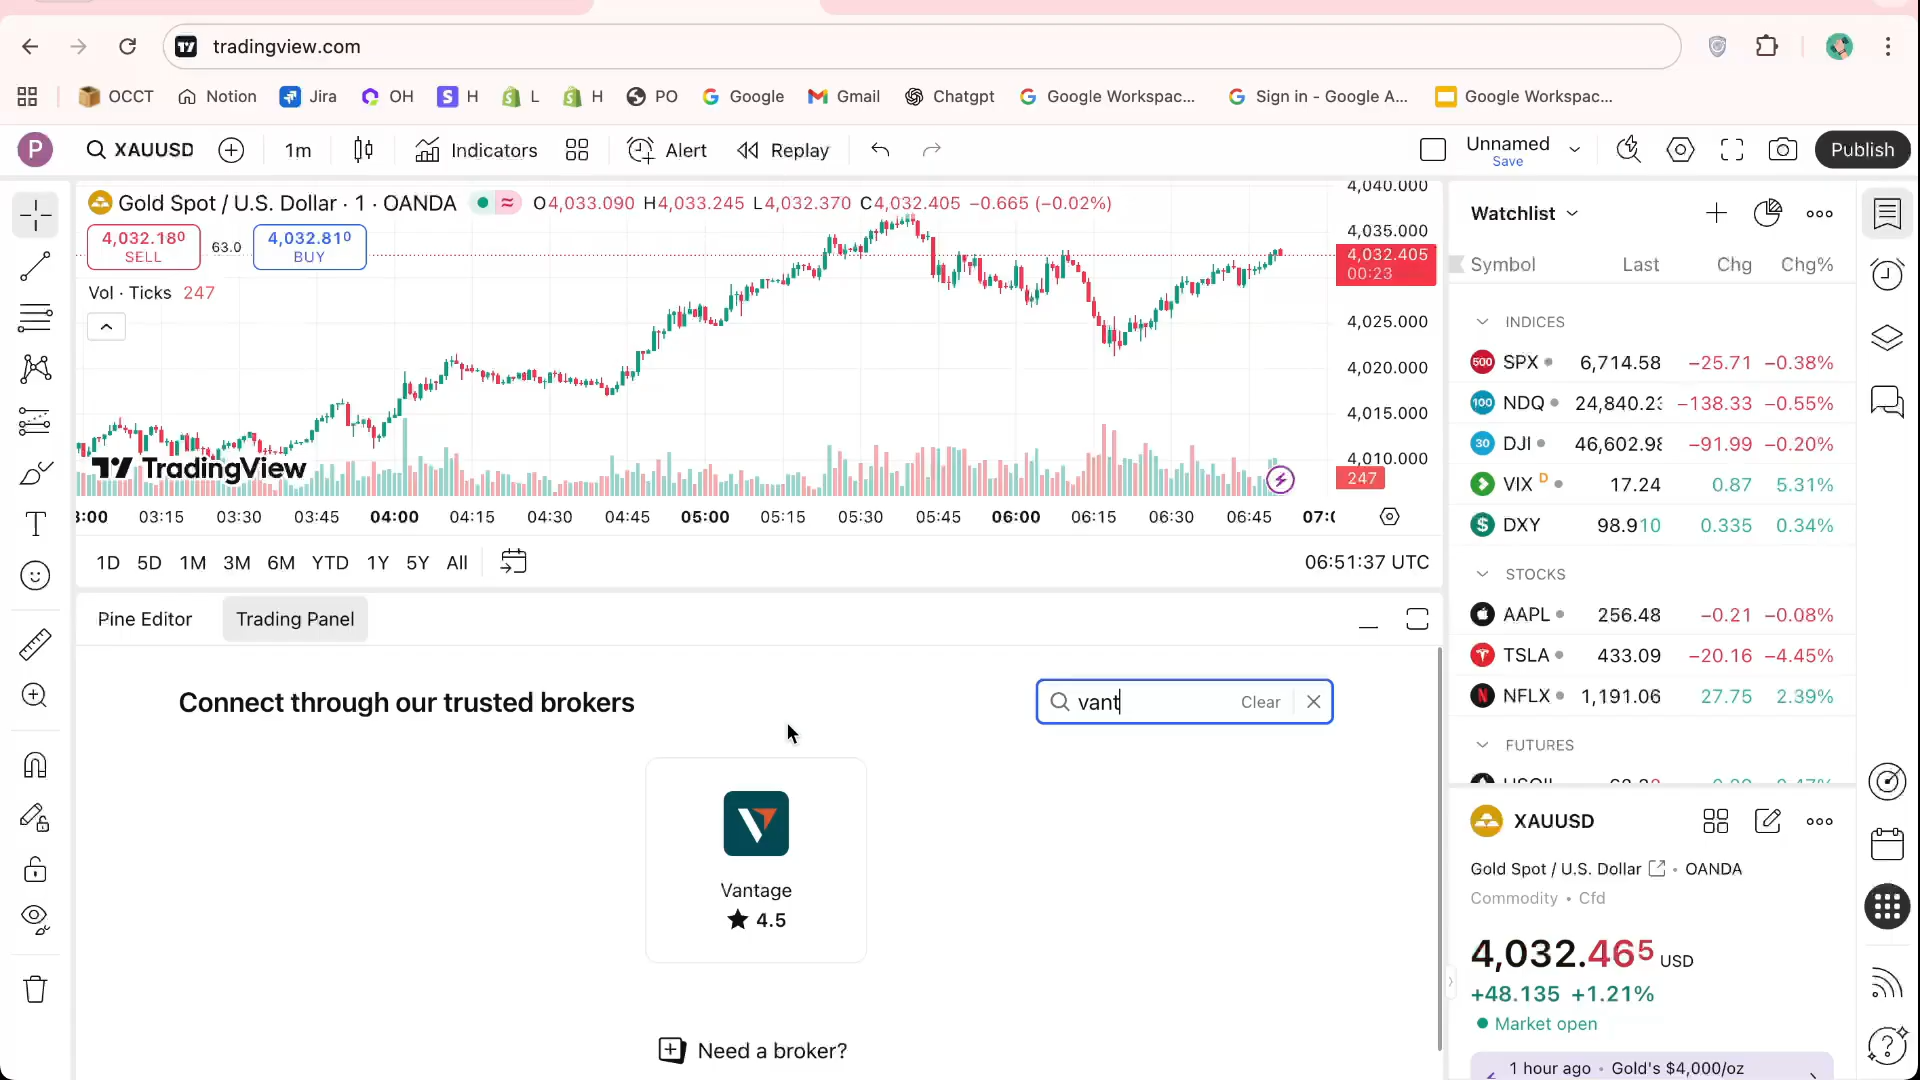 tradingview.com
OCCT Notion Jira OH H L H PO Google Gmail Chatgpt Google Workspac... Sign in - Google A... Google Workspac...
P XAUUSD 1m Indicators Alert Replay Unnamed Save Publish
Gold Spot / U.S. Dollar · 1 · OANDA O4,033.090 H4,033.245 L4,032.370 C4,032.405 −0.665 (−0.02%)
4,032.180 SELL 63.0 4,032.810 BUY
Vol · Ticks 247
4,040.000
4,035.000
4,032.405
00:23
4,025.000
4,020.000
4,015.000
4,010.000
247
TradingView
03:15 03:30 03:45 04:00 04:15 04:30 04:45 05:00 05:15 05:30 05:45 06:00 06:15 06:30 06:45
1D 5D 1M 3M 6M YTD 1Y 5Y All 06:51:37 UTC
Pine Editor Trading Panel
Connect through our trusted brokers
vant Clear
Vantage
4.5
Need a broker?
Watchlist
Symbol Last Chg Chg%
INDICES
500 SPX 6,714.58 −25.71 −0.38%
100 NDQ 24,840.23 −138.33 −0.55%
30 DJI 46,602.98 −91.99 −0.20%
VIX D 17.24 0.87 5.31%
DXY 98.910 0.335 0.34%
STOCKS
AAPL 256.48 −0.21 −0.08%
TSLA 433.09 −20.16 −4.45%
NFLX 1,191.06 27.75 2.39%
FUTURES
XAUUSD
Gold Spot / U.S. Dollar • OANDA
Commodity • Cfd
4,032.465 USD
+48.135 +1.21%
Market open
1 hour ago • Gold's $4,000/oz